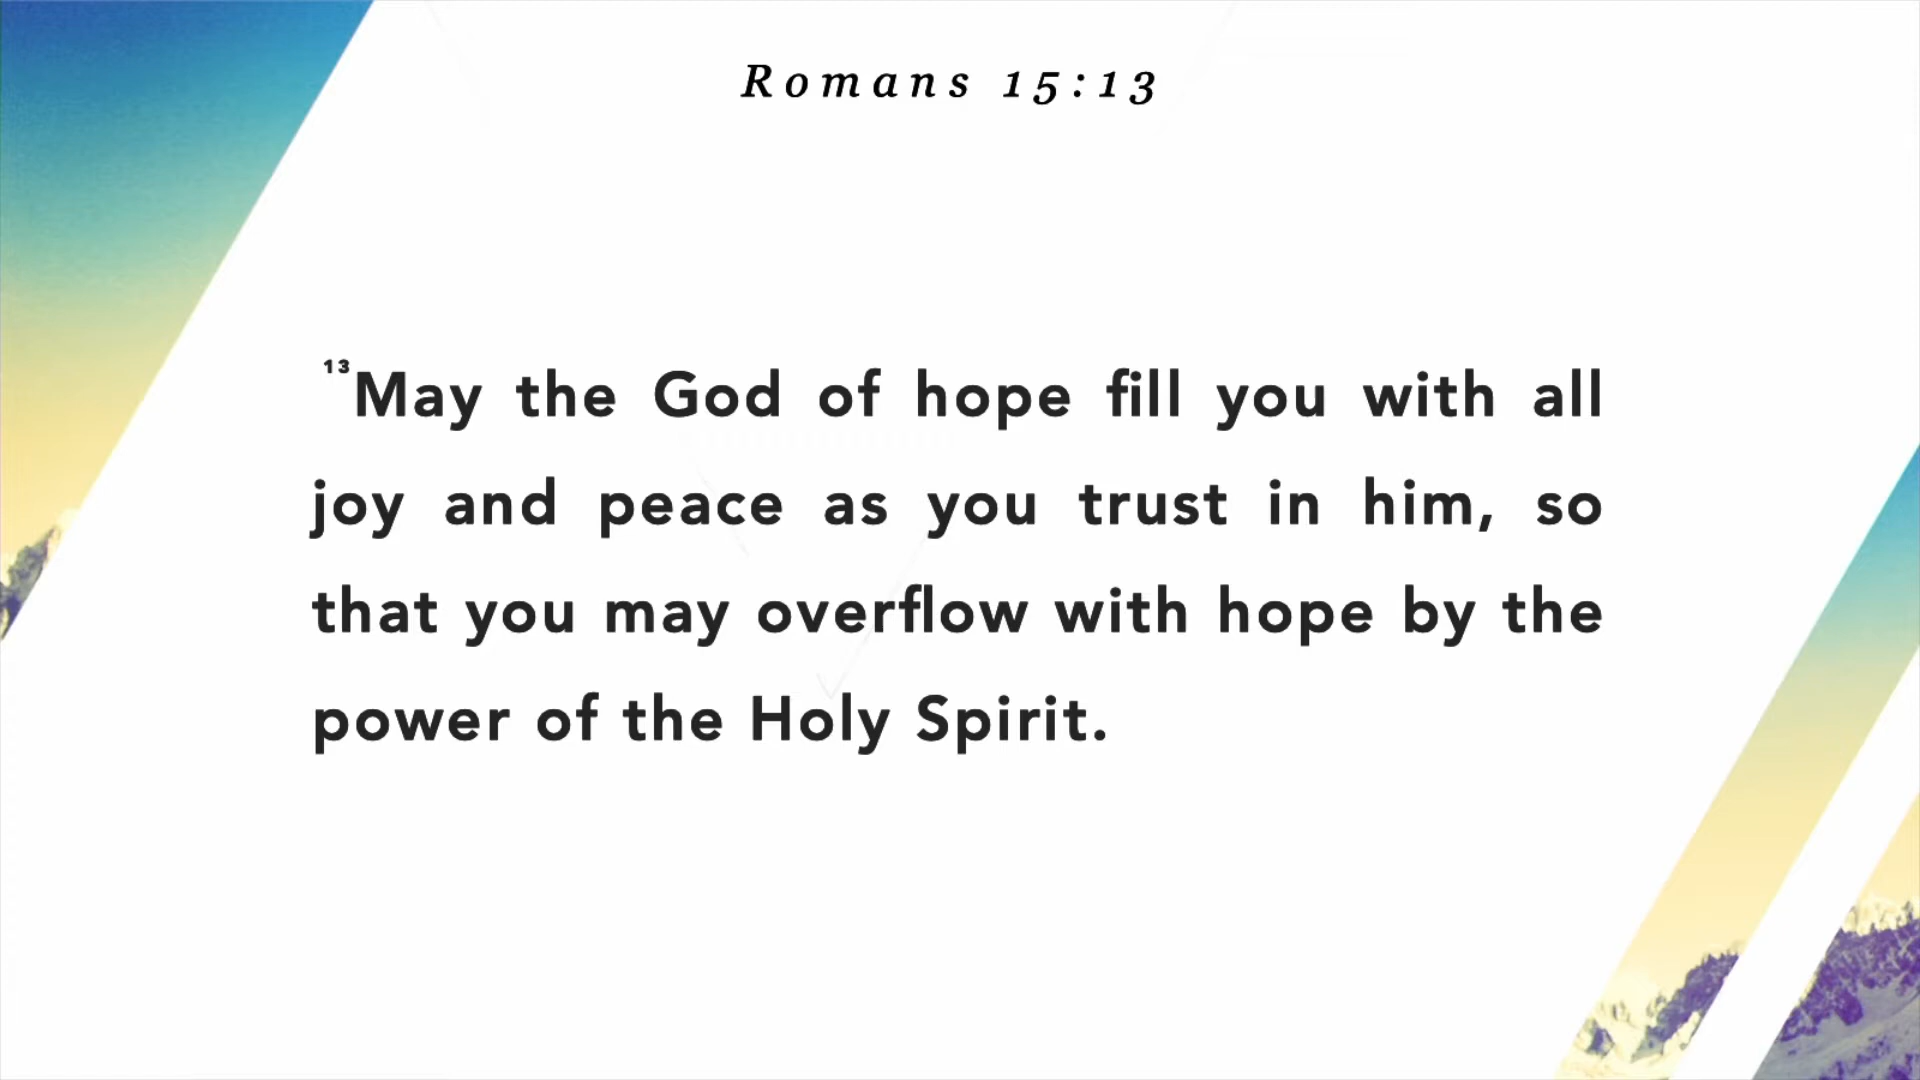 Romans 15:13
¹³May the God of hope fill you with all
joy and peace as you trust in him, so
that you may overflow with hope by the
power of the Holy Spirit.